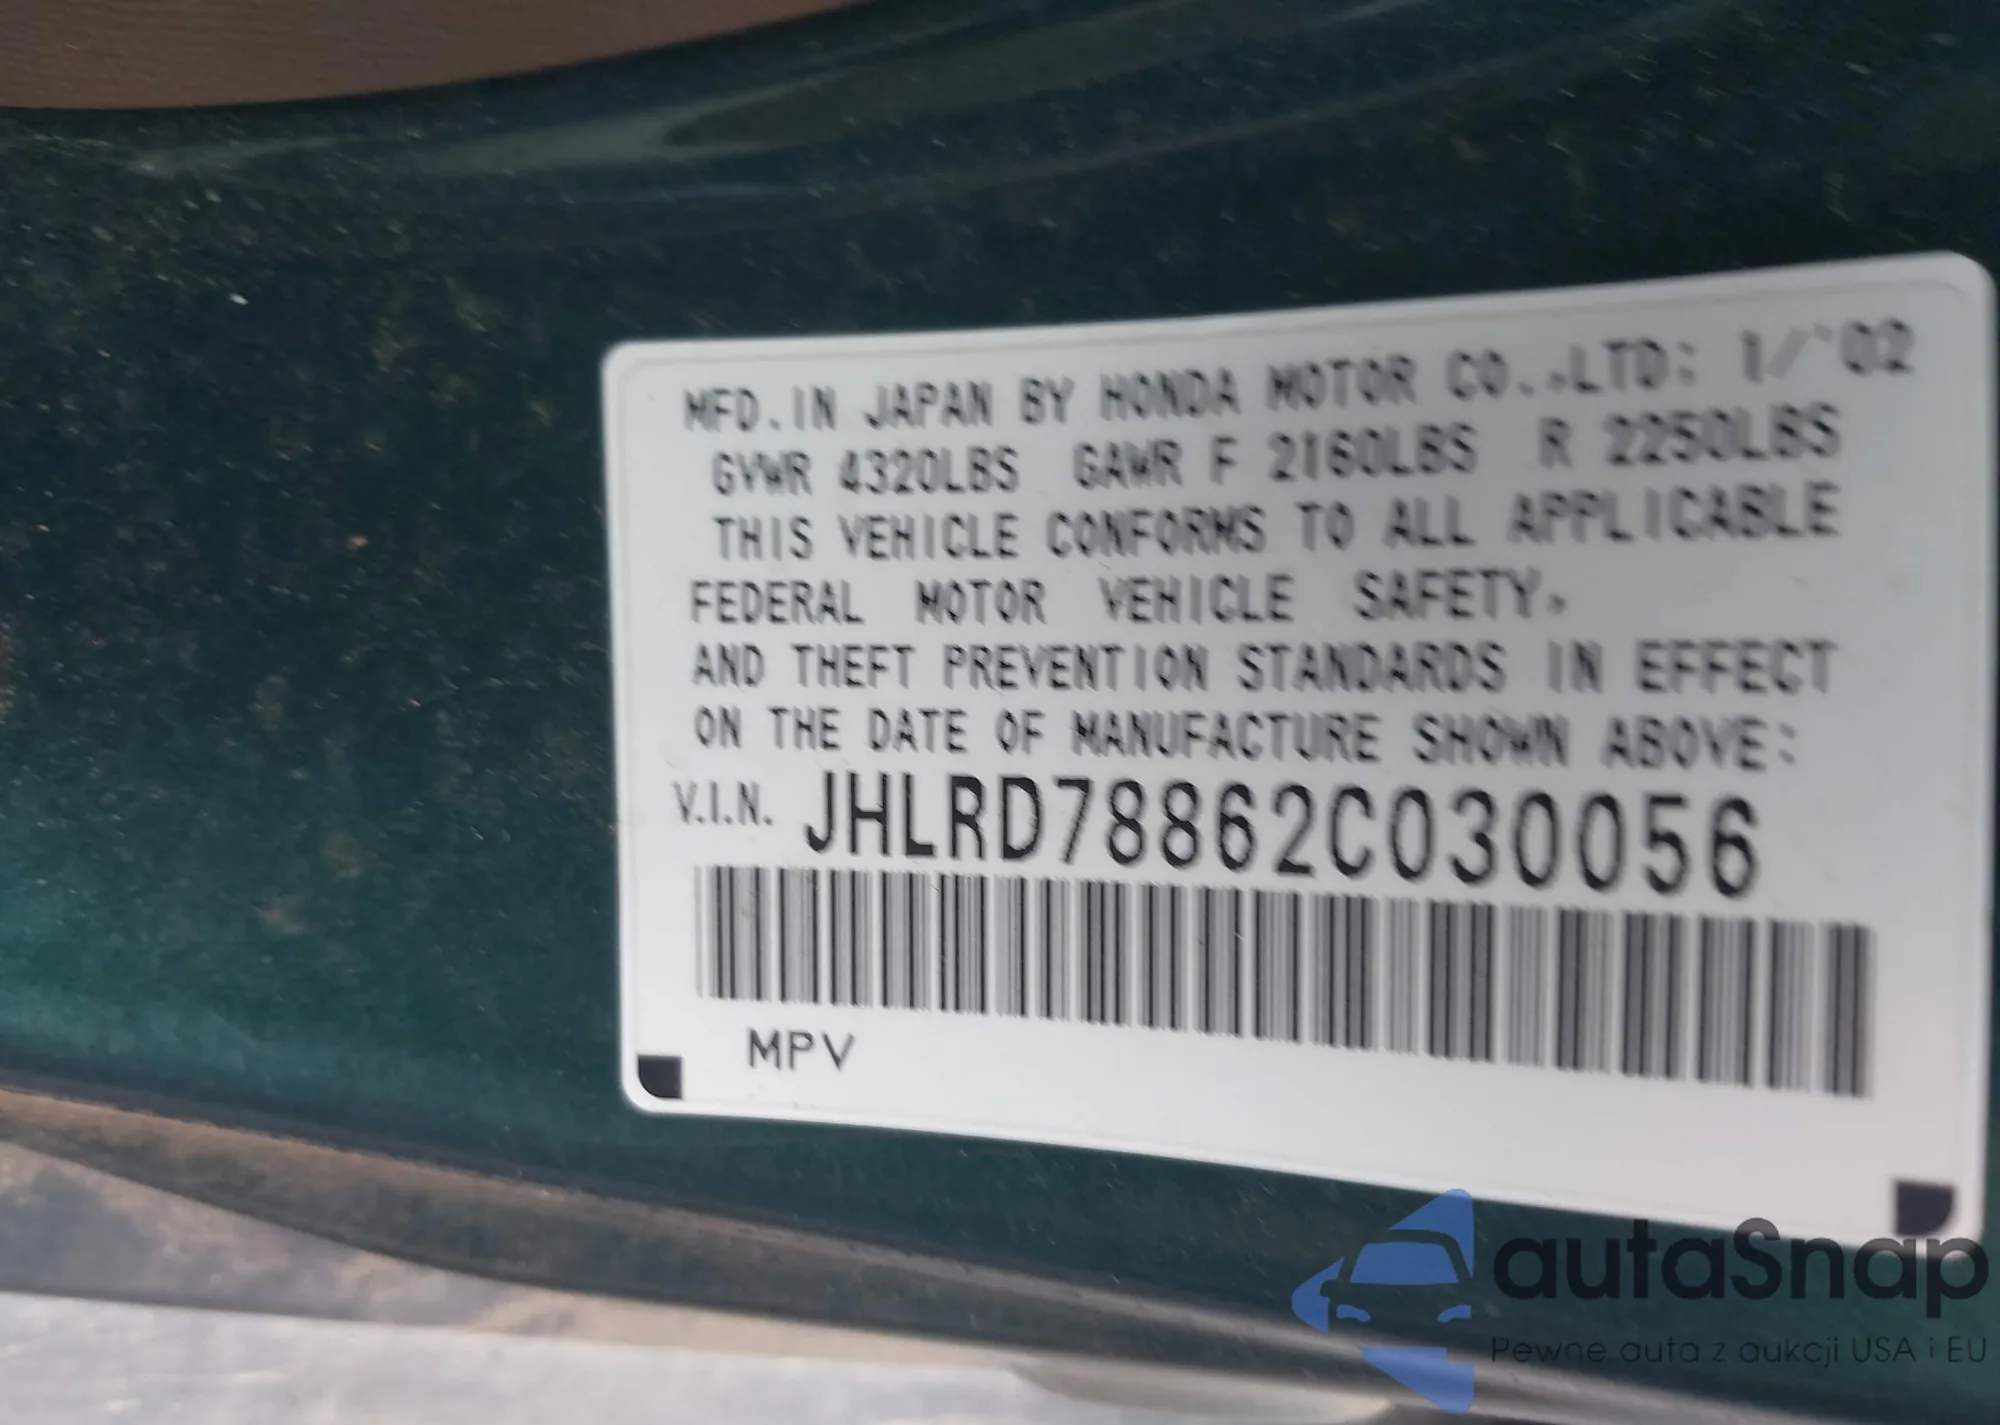 MFD. IN JAPAN BY HONDA MOTOR CO.,LTD: 1/'02
GVWR 4320LBS GAWR F 2160LBS R 2250LBS
THIS VEHICLE CONFORMS TO ALL APPLICABLE
FEDERAL MOTOR VEHICLE SAFETY,
AND THEFT PREVENTION STANDARDS IN EFFECT
ON THE DATE OF MANUFACTURE SHOWN ABOVE:
V.I.N. JHLRD78862C030056
MPV
autaSnap
Pewne auta z aukcji USA i EU